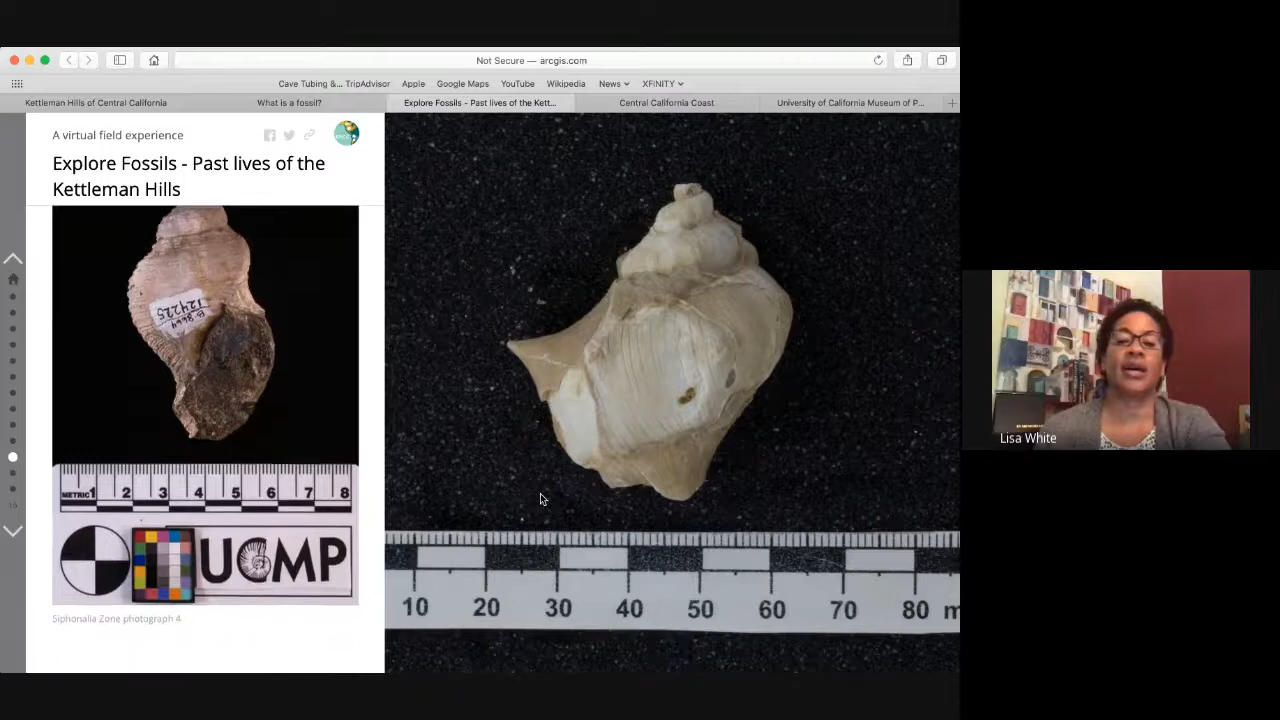 Not Secure — arcgis.com
Cave Tubing &... TripAdvisor Apple Google Maps YouTube Wikipedia News XFINITY
Kettleman Hills of Central California What is a fossil? Explore Fossils - Past lives of the Kett... Central California Coast University of California Museum of P...
A virtual field experience
Explore Fossils - Past lives of the
Kettleman Hills
B-8664
124225
METRIC 1 2 3 4 5 6 7 8
UCMP
Siphonalia Zone photograph 4
10 20 30 40 50 60 70 80 m
Lisa White